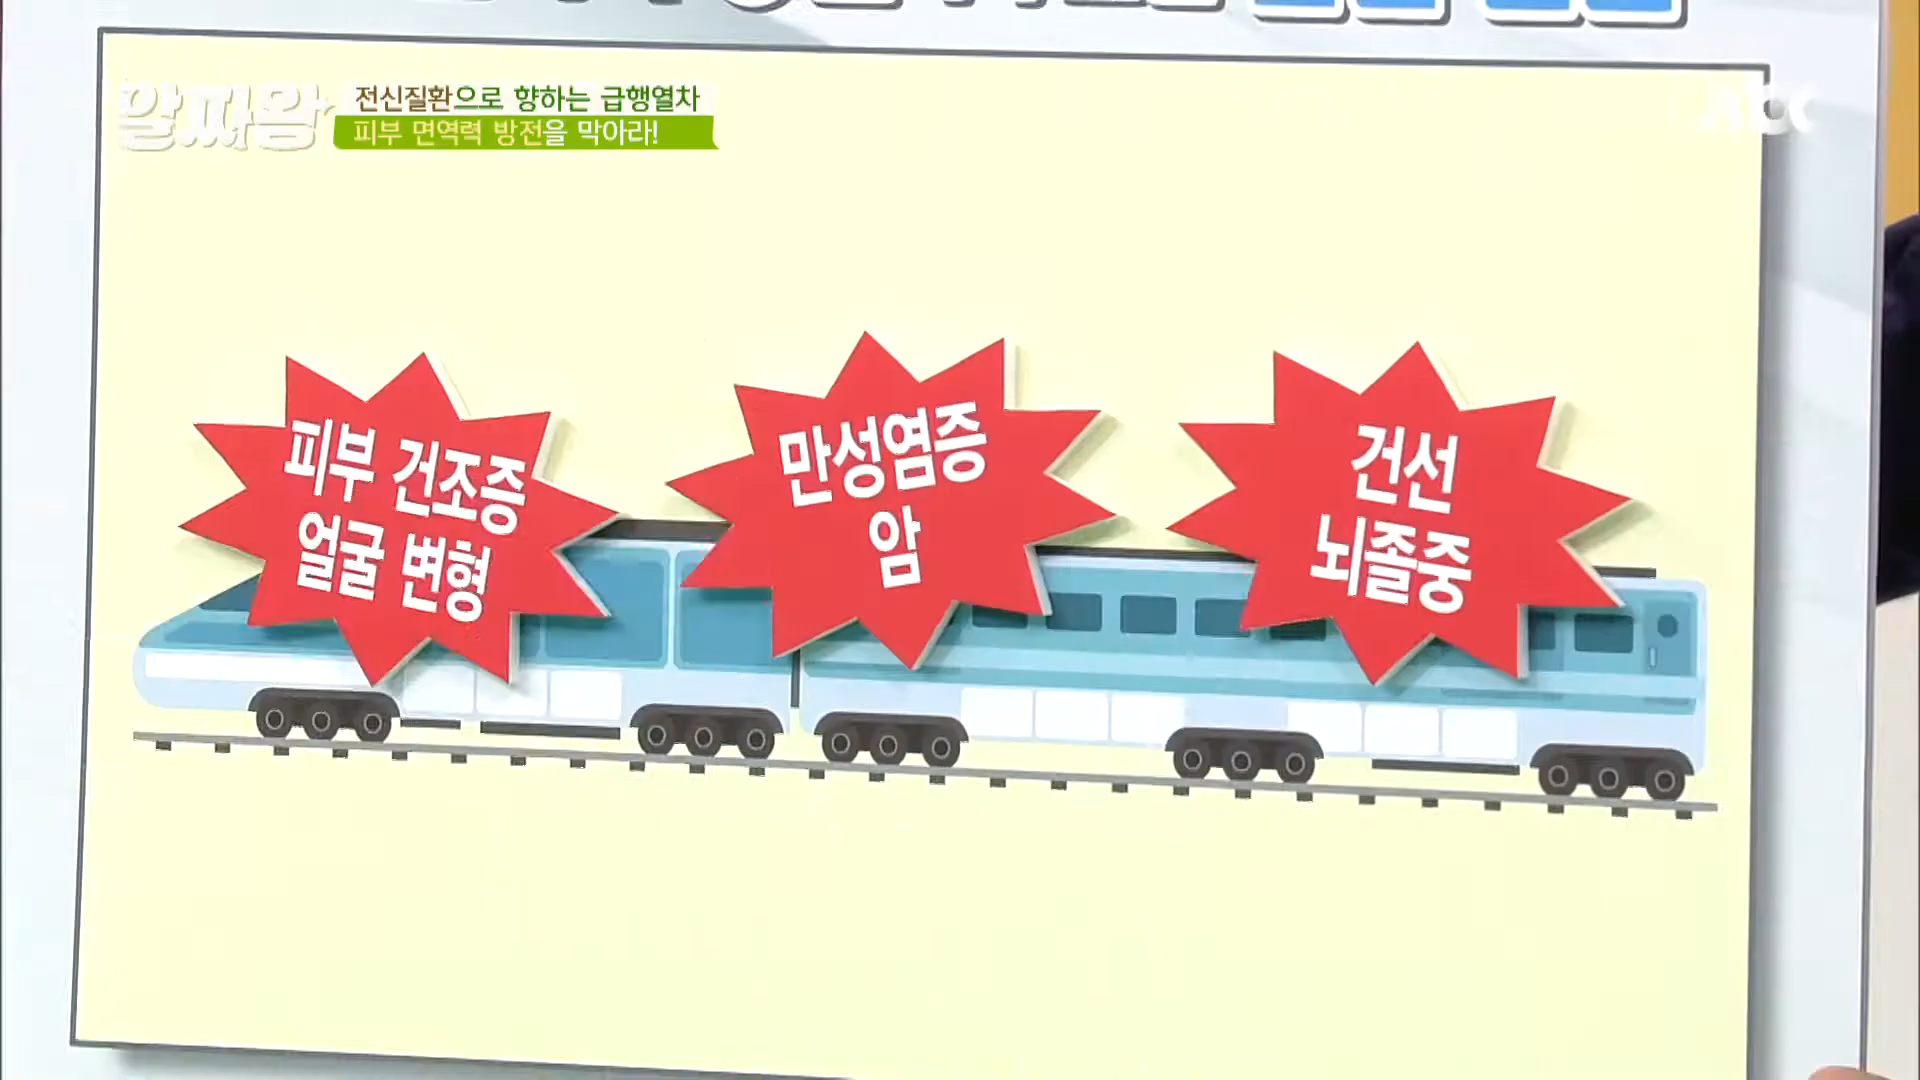 알짜왕
전신질환으로 향하는 급행열차
피부 면역력 방전을 막아라!
피부 건조증
얼굴 변형
만성염증
암
건선
뇌졸중